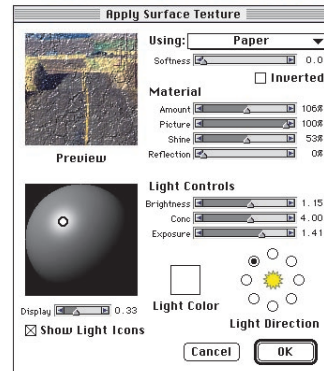 Apply Surface Texture
Using: Paper
Softness 0.0
Inverted
Material
Amount 106%
Picture 100%
Shine 53%
Reflection 0%
Preview
Light Controls
Brightness 1.15
Conc 4.00
Exposure 1.41
Display 0.33
Show Light Icons
Light Color
Light Direction
Cancel
OK